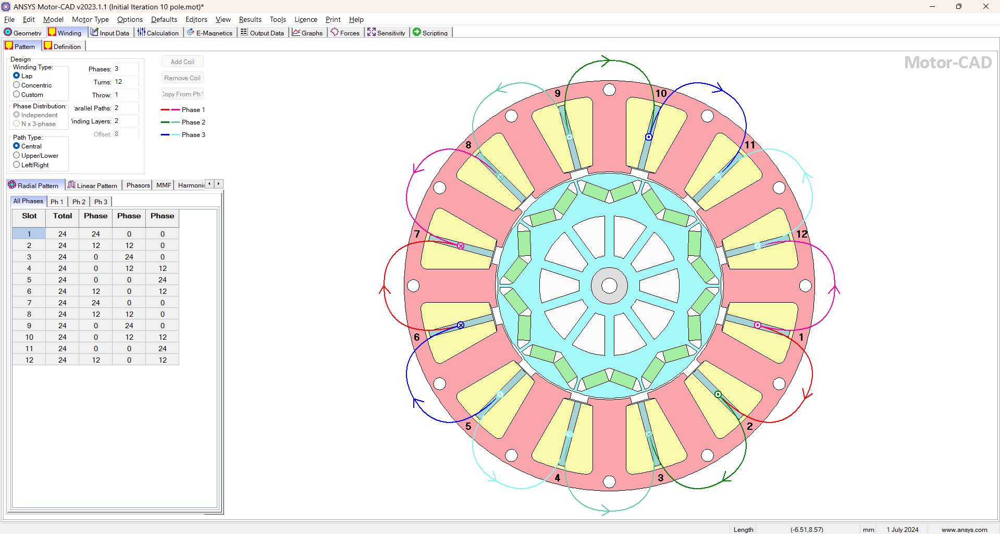 ANSYS Motor-CAD v2023.1.1 (Initial Iteration 10 pole.mot)*
File Edit Model Motor Type Options Defaults Editors View Results Tools Licence Print Help
Geometry Winding Input Data Calculation E-Magnetics Output Data Graphs Forces Sensitivity Scripting
Pattern Definition
Design
Winding Type:
Lap
Concentric
Custom
Phase Distribution:
Independent
N x 3-phase
Path Type:
Central
Upper/Lower
Left/Right
Phases: 3
Turns: 12
Throw: 1
arallel Paths: 2
inding Layers: 2
Offset: 8
Add Coil
Remove Coil
Copy From Ph1
Phase 1
Phase 2
Phase 3
Radial Pattern Linear Pattern Phasors MMF Harmoni
All Phases Ph 1 Ph 2 Ph 3
Slot Total Phase Phase Phase
1 24 24 0 0
2 24 12 12 0
3 24 0 24 0
4 24 0 12 12
5 24 0 0 24
6 24 12 0 12
7 24 24 0 0
8 24 12 12 0
9 24 0 24 0
10 24 0 12 12
11 24 0 0 24
12 24 12 0 12
Motor-CAD
9 10
8 11
7 12
6 1
5 2
4 3
Length (-6.51,8.57) mm 1 July 2024 www.ansys.com